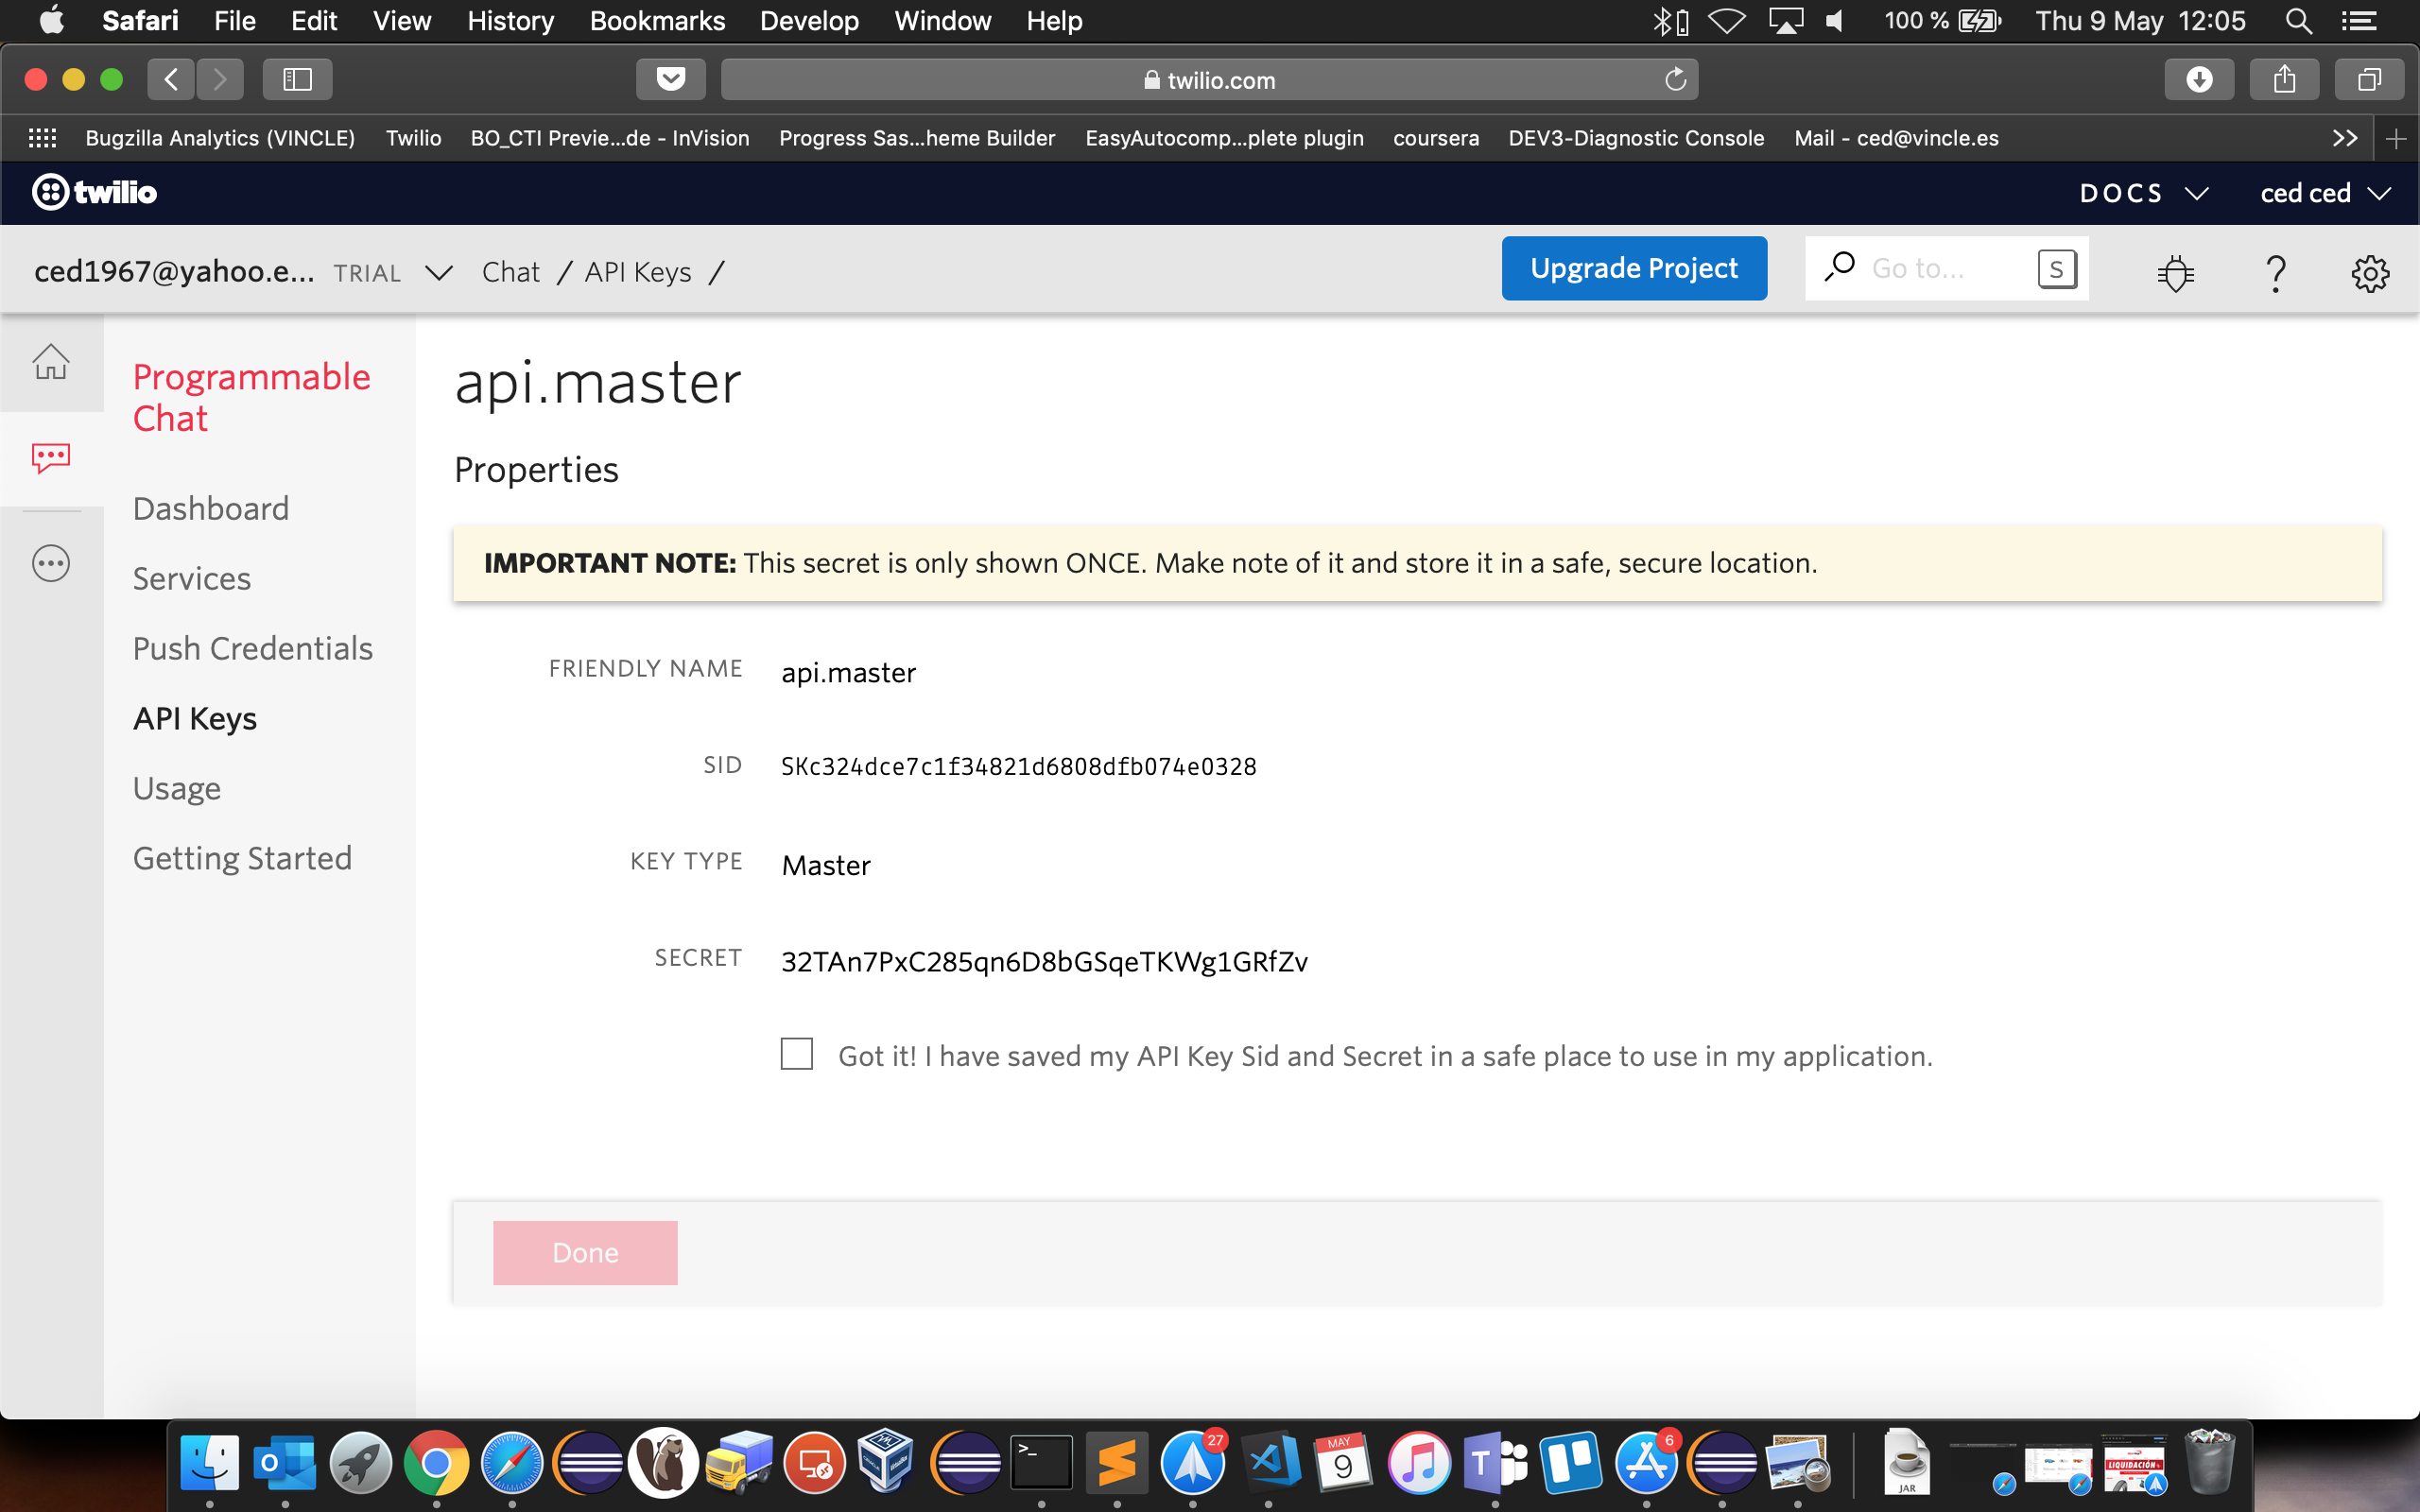 Safari File Edit View History Bookmarks Develop Window Help 100 % Thu 9 May 12:05
twilio.com
Bugzilla Analytics (VINCLE) Twilio BO_CTI Previe...de - InVision Progress Sas...heme Builder EasyAutocomp...plete plugin coursera DEV3-Diagnostic Console Mail - ced@vincle.es
twilio DOCS ced ced
ced1967@yahoo.e... TRIAL Chat / API Keys / Upgrade Project Go to... S ?
Programmable
Chat
Dashboard
Services
Push Credentials
API Keys
Usage
Getting Started
api.master
Properties
IMPORTANT NOTE: This secret is only shown ONCE. Make note of it and store it in a safe, secure location.
FRIENDLY NAME api.master
SID SKc324dce7c1f34821d6808dfb074e0328
KEY TYPE Master
SECRET 32TAn7PxC285qn6D8bGSqeTKWg1GRfZv
Got it! I have saved my API Key Sid and Secret in a safe place to use in my application.
Done
27
MAY
9
6
JAR
LIQUIDACIÓN